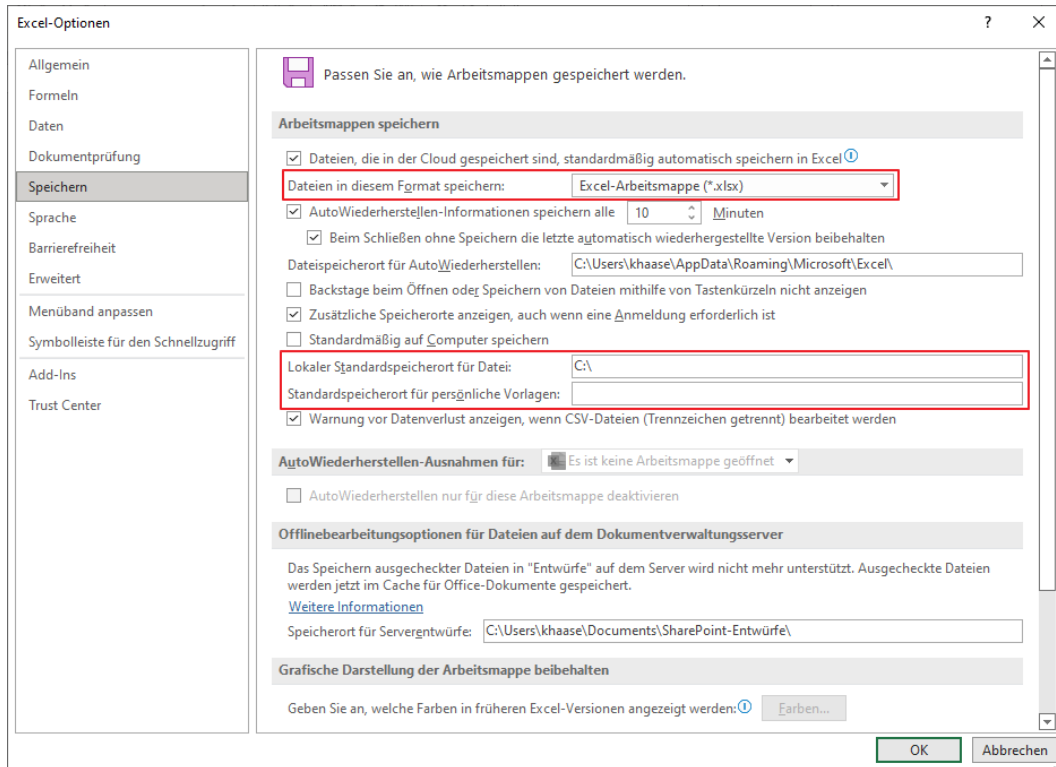 Excel-Optionen
?
Allgemein
Formeln
Daten
Dokumentprüfung
Speichern
Sprache
Barrierefreiheit
Erweitert
Menüband anpassen
Symbolleiste für den Schnellzugriff
Add-Ins
Trust Center
Passen Sie an, wie Arbeitsmappen gespeichert werden.
Arbeitsmappen speichern
Dateien, die in der Cloud gespeichert sind, standardmäßig automatisch speichern in Excel
Dateien in diesem Format speichern: Excel-Arbeitsmappe (*.xlsx)
AutoWiederherstellen-Informationen speichern alle 10 Minuten
Beim Schließen ohne Speichern die letzte automatisch wiederhergestellte Version beibehalten
Dateispeicherort für AutoWiederherstellen: C:\Users\khaase\AppData\Roaming\Microsoft\Excel\
Backstage beim Öffnen oder Speichern von Dateien mithilfe von Tastenkürzeln nicht anzeigen
Zusätzliche Speicherorte anzeigen, auch wenn eine Anmeldung erforderlich ist
Standardmäßig auf Computer speichern
Lokaler Standardspeicherort für Datei: C:\
Standardspeicherort für persönliche Vorlagen:
Warnung vor Datenverlust anzeigen, wenn CSV-Dateien (Trennzeichen getrennt) bearbeitet werden
AutoWiederherstellen-Ausnahmen für: Es ist keine Arbeitsmappe geöffnet
AutoWiederherstellen nur für diese Arbeitsmappe deaktivieren
Offlinebearbeitungsoptionen für Dateien auf dem Dokumentverwaltungsserver
Das Speichern ausgecheckter Dateien in "Entwürfe" auf dem Server wird nicht mehr unterstützt. Ausgecheckte Dateien
werden jetzt im Cache für Office-Dokumente gespeichert.
Weitere Informationen
Speicherort für Serverentwürfe: C:\Users\khaase\Documents\SharePoint-Entwürfe\
Grafische Darstellung der Arbeitsmappe beibehalten
Geben Sie an, welche Farben in früheren Excel-Versionen angezeigt werden: Farben...
OK Abbrechen